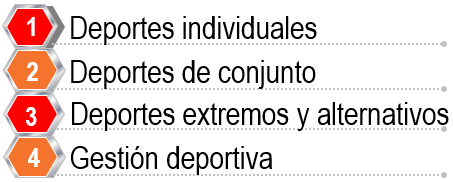 1 Deportes individuales
2 Deportes de conjunto
3 Deportes extremos y alternativos
4 Gestión deportiva